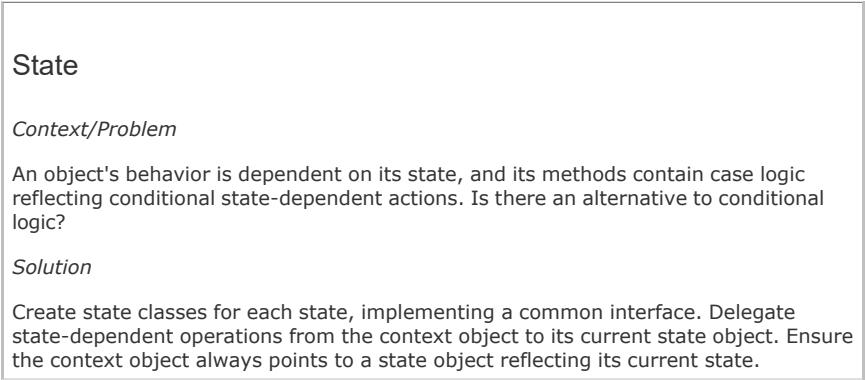 State
Context/Problem
An object's behavior is dependent on its state, and its methods contain case logic
reflecting conditional state-dependent actions. Is there an alternative to conditional
logic?
Solution
Create state classes for each state, implementing a common interface. Delegate
state-dependent operations from the context object to its current state object. Ensure
the context object always points to a state object reflecting its current state.